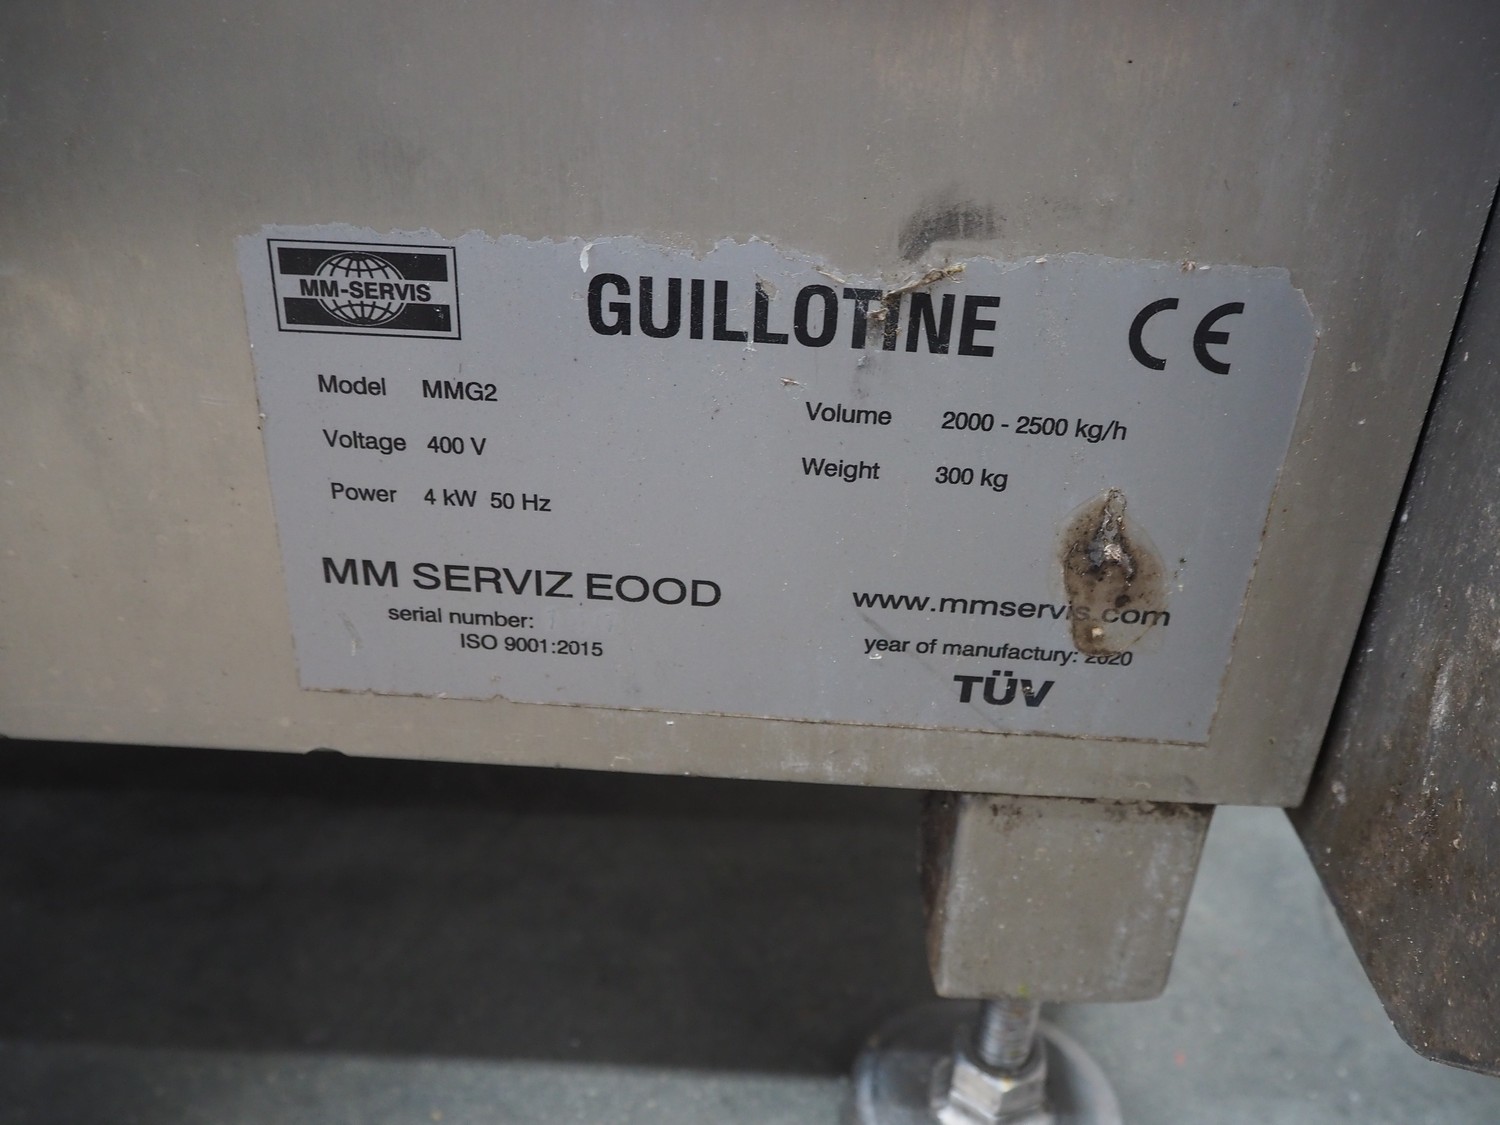 MM-SERVIS
GUILLOTINE
CE
Model MMG2
Voltage 400 V
Power 4 kW 50 Hz
Volume 2000 - 2500 kg/h
Weight 300 kg
MM SERVIZ EOOD
serial number:
ISO 9001:2015
www.mmservis.com
year of manufactury: 2020
TÜV